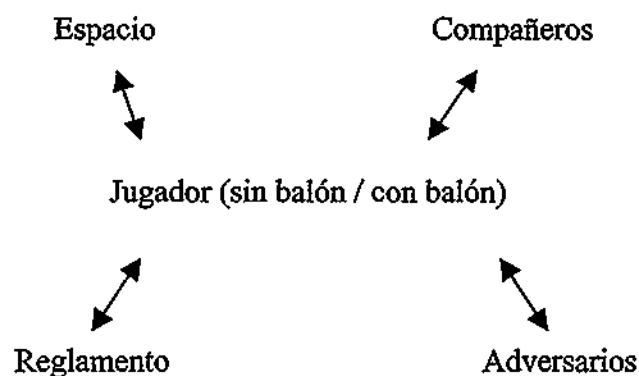 Espacio Compañeros
Jugador (sin balón / con balón)
Reglamento Adversarios